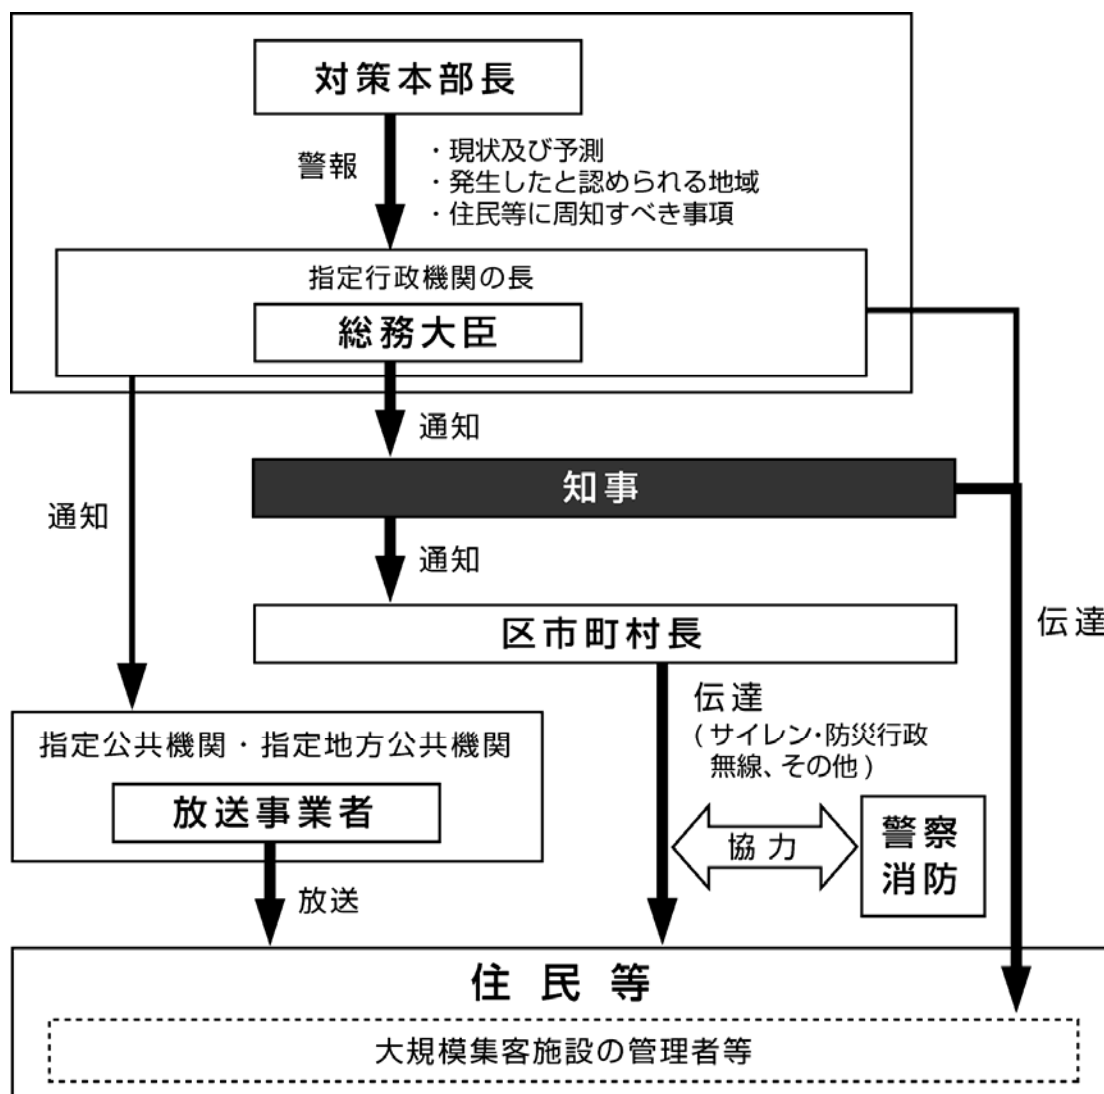 対策本部長
警報
・現状及び予測
・発生したと認められる地域
・住民等に周知すべき事項
指定行政機関の長
総務大臣
通知
知事
通知
通知
区市町村長
伝達
伝達
(サイレン・防災行政
無線、その他)
指定公共機関・指定地方公共機関
放送事業者
協力
警察
消防
放送
住民等
大規模集客施設の管理者等